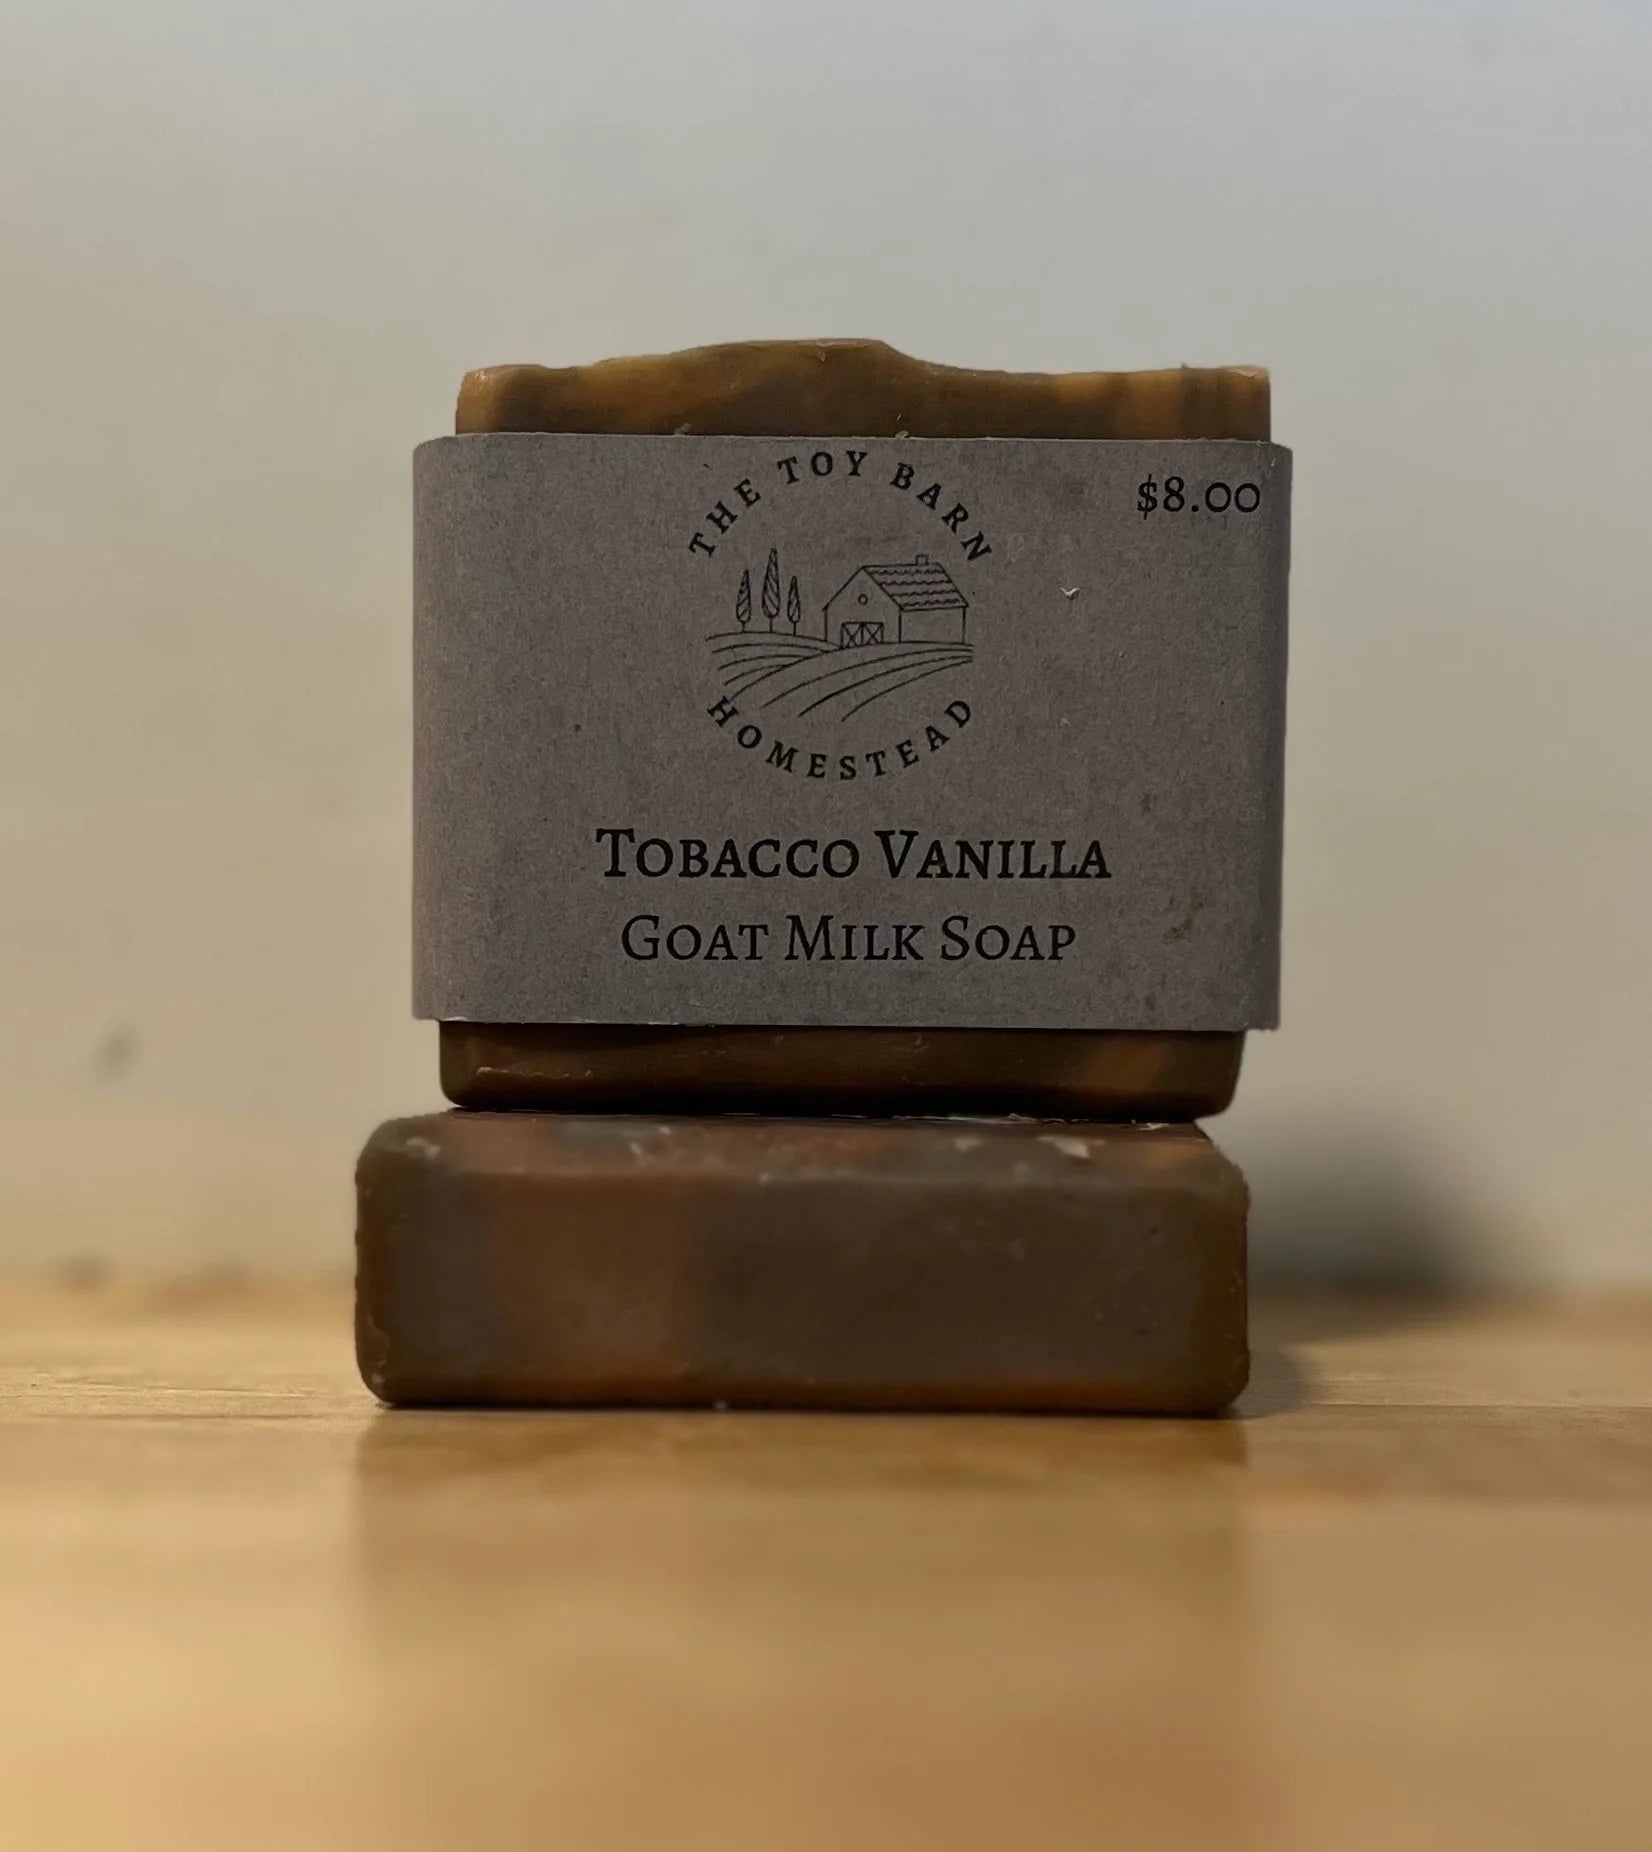 THE TOY BARN
$8.00
HOMESTEAD
TOBACCO VANILLA
GOAT MILK SOAP